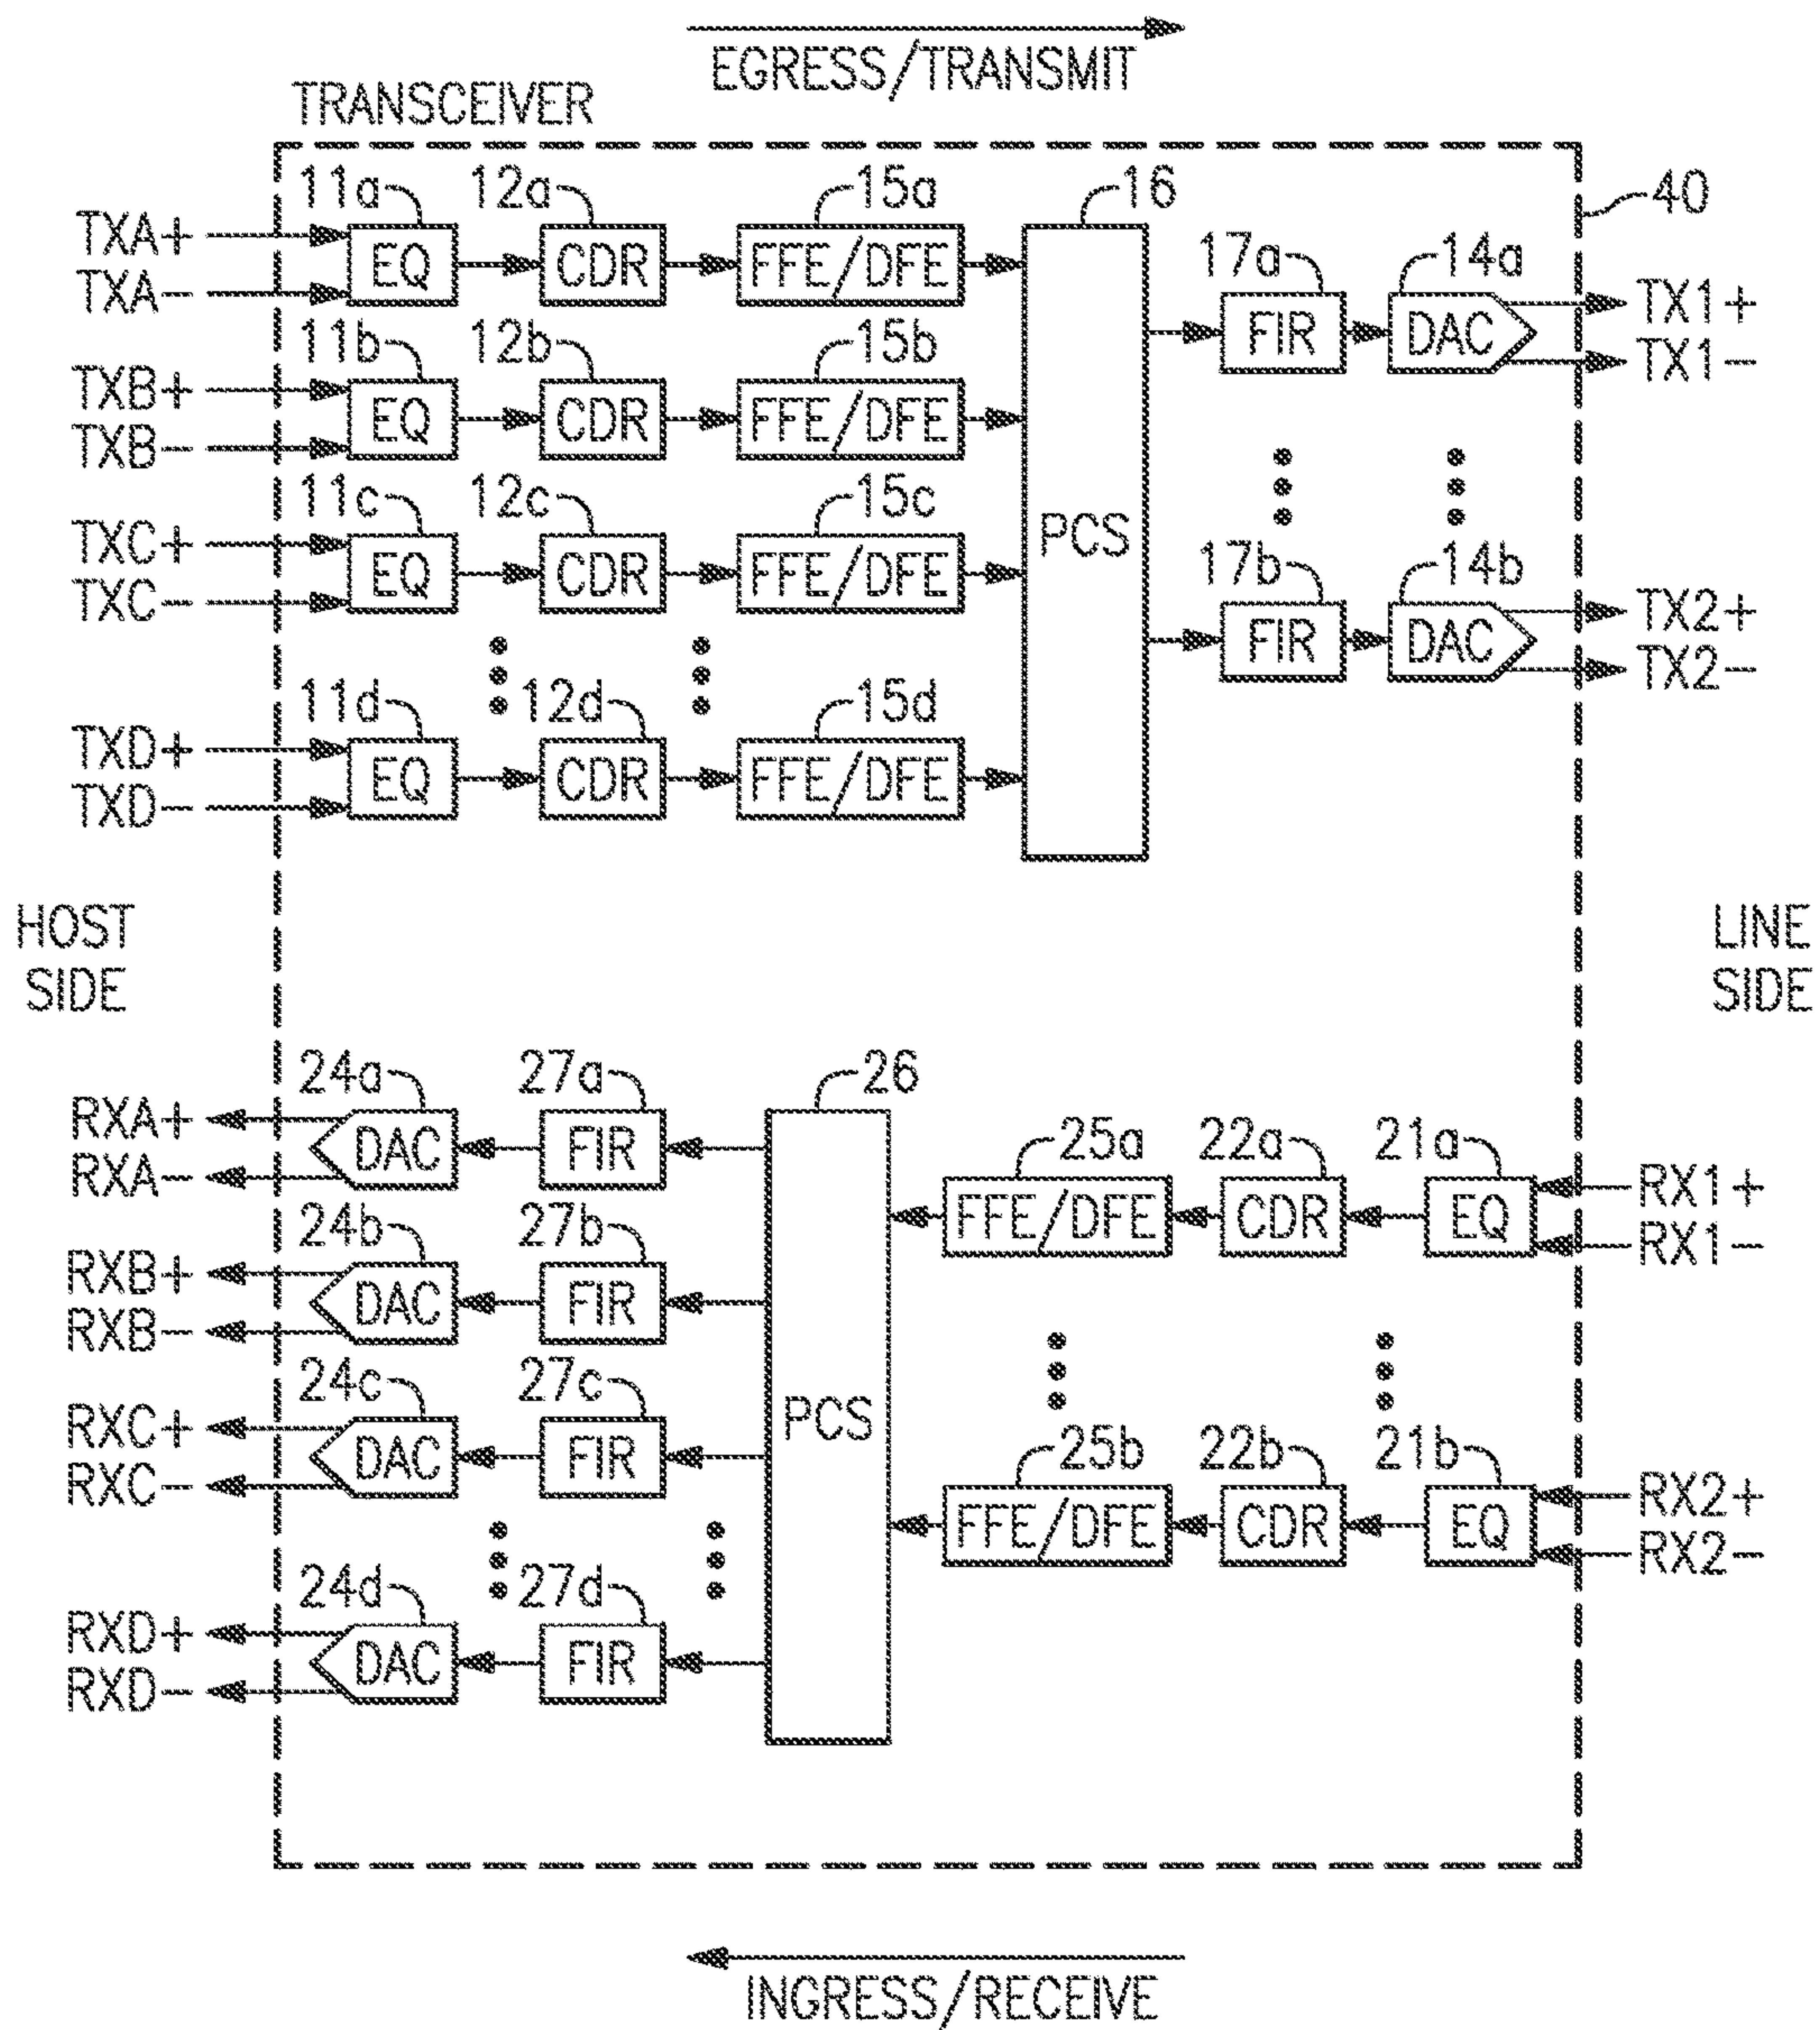 EGRESS/TRANSMIT
TRANSCEIVER
40
11a 12a 15a 16
TXA+
TXA-
EQ CDR FFE/DFE
17a 14a
FIR DAC
TX1+
TX1-
11b 12b 15b
TXB+
TXB-
EQ CDR FFE/DFE
11c 12c 15c
TXC+
TXC-
EQ CDR FFE/DFE
PCS
17b 14b
FIR DAC
TX2+
TX2-
11d 12d 15d
TXD+
TXD-
EQ CDR FFE/DFE
HOST
SIDE
LINE
SIDE
24a 27a 26
RXA+
RXA-
DAC FIR
25a 22a 21a
FFE/DFE CDR EQ
RX1+
RX1-
24b 27b
RXB+
RXB-
DAC FIR
24c 27c
RXC+
RXC-
DAC FIR
PCS
25b 22b 21b
FFE/DFE CDR EQ
RX2+
RX2-
24d 27d
RXD+
RXD-
DAC FIR
INGRESS/RECEIVE